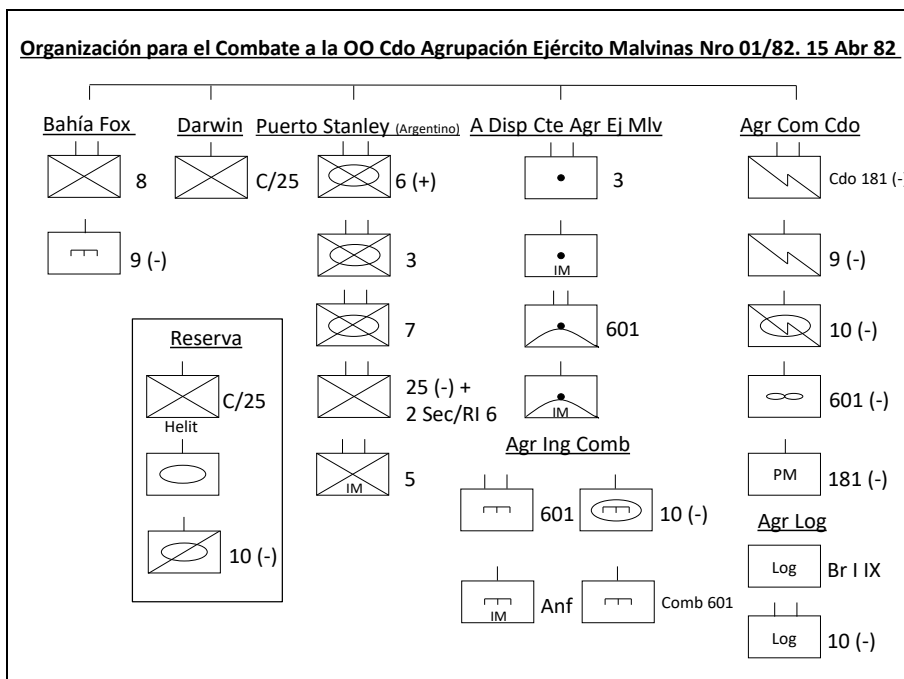 Organización para el Combate a la OO Cdo Agrupación Ejército Malvinas Nro 01/82. 15 Abr 82
Bahía Fox
8
9 (-)
Darwin
C/25
Puerto Stanley (Argentino)
6 (+)
3
7
25 (-) +
2 Sec/RI 6
IM
5
A Disp Cte Agr Ej Mlv
3
IM
601
IM
Agr Com Cdo
Cdo 181 (-)
9 (-)
10 (-)
601 (-)
PM
181 (-)
Reserva
C/25
Helit
10 (-)
Agr Ing Comb
601
10 (-)
IM
Anf
Comb 601
Agr Log
Log
Br I IX
Log
10 (-)